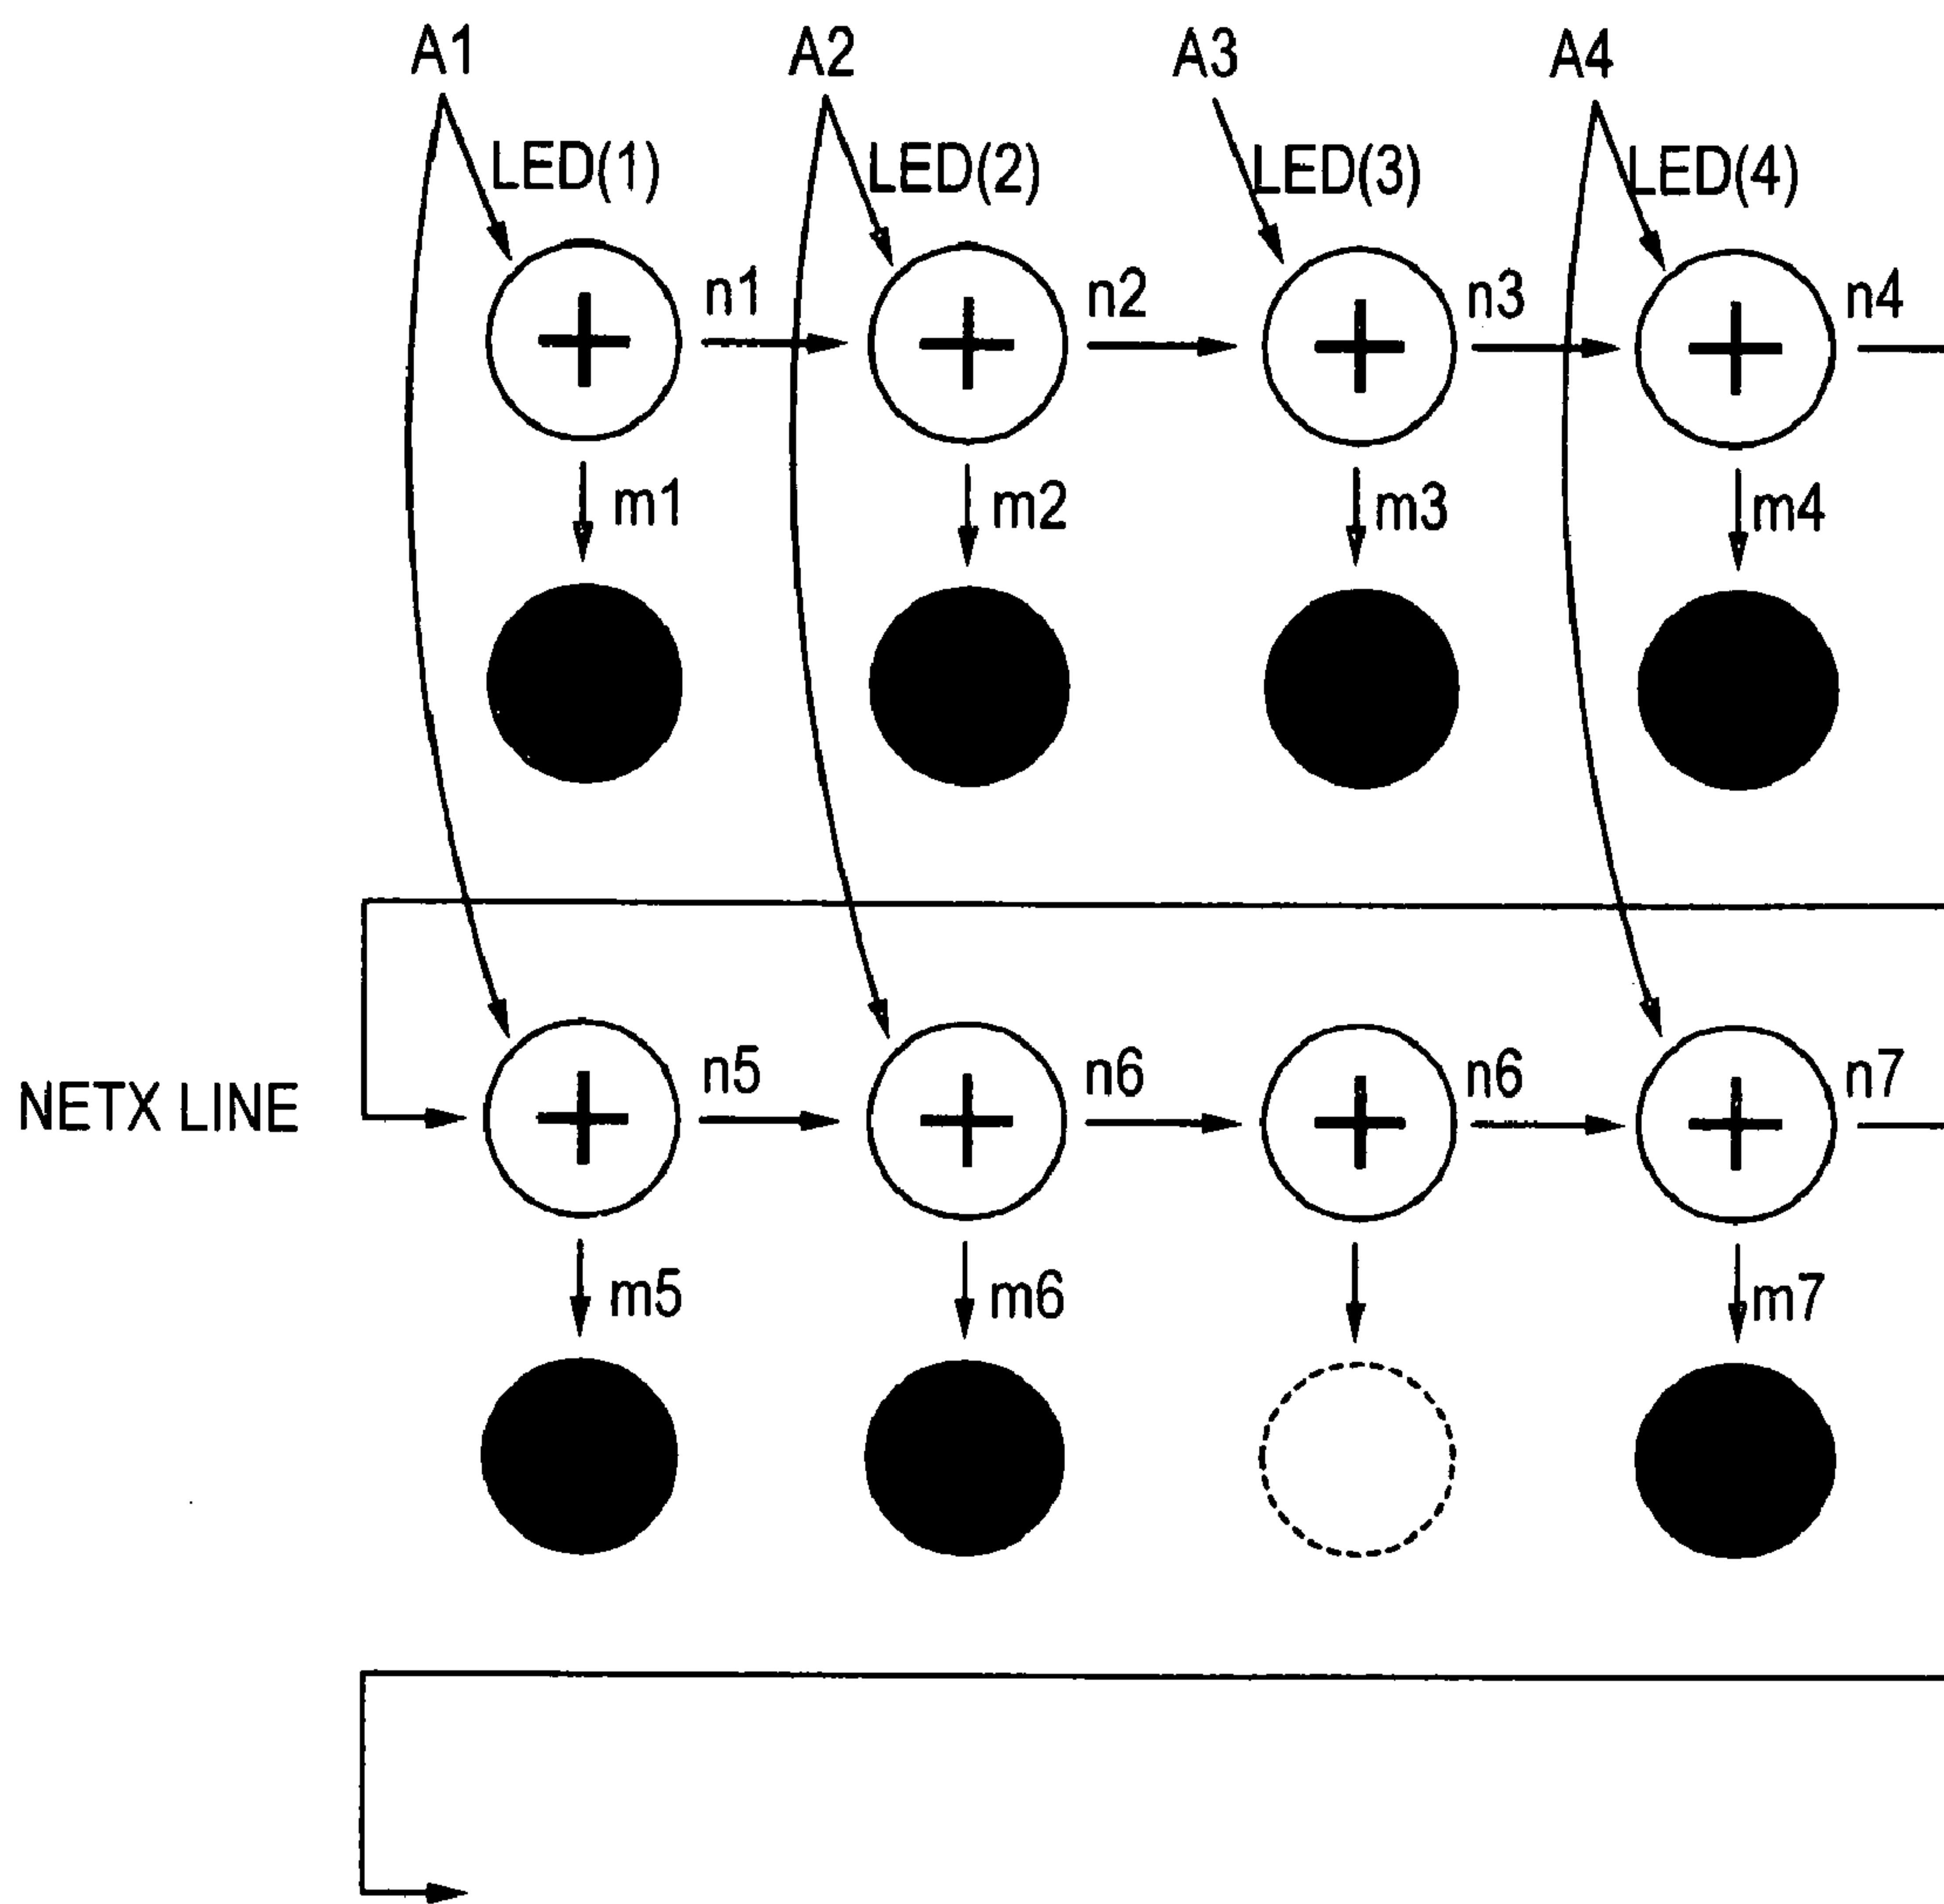 A1 A2 A3 A4
LED(1) LED(2) LED(3) LED(4)
n1 n2 n3 n4
m1 m2 m3 m4
NETX LINE n5 n6 n6 n7
m5 m6 m7